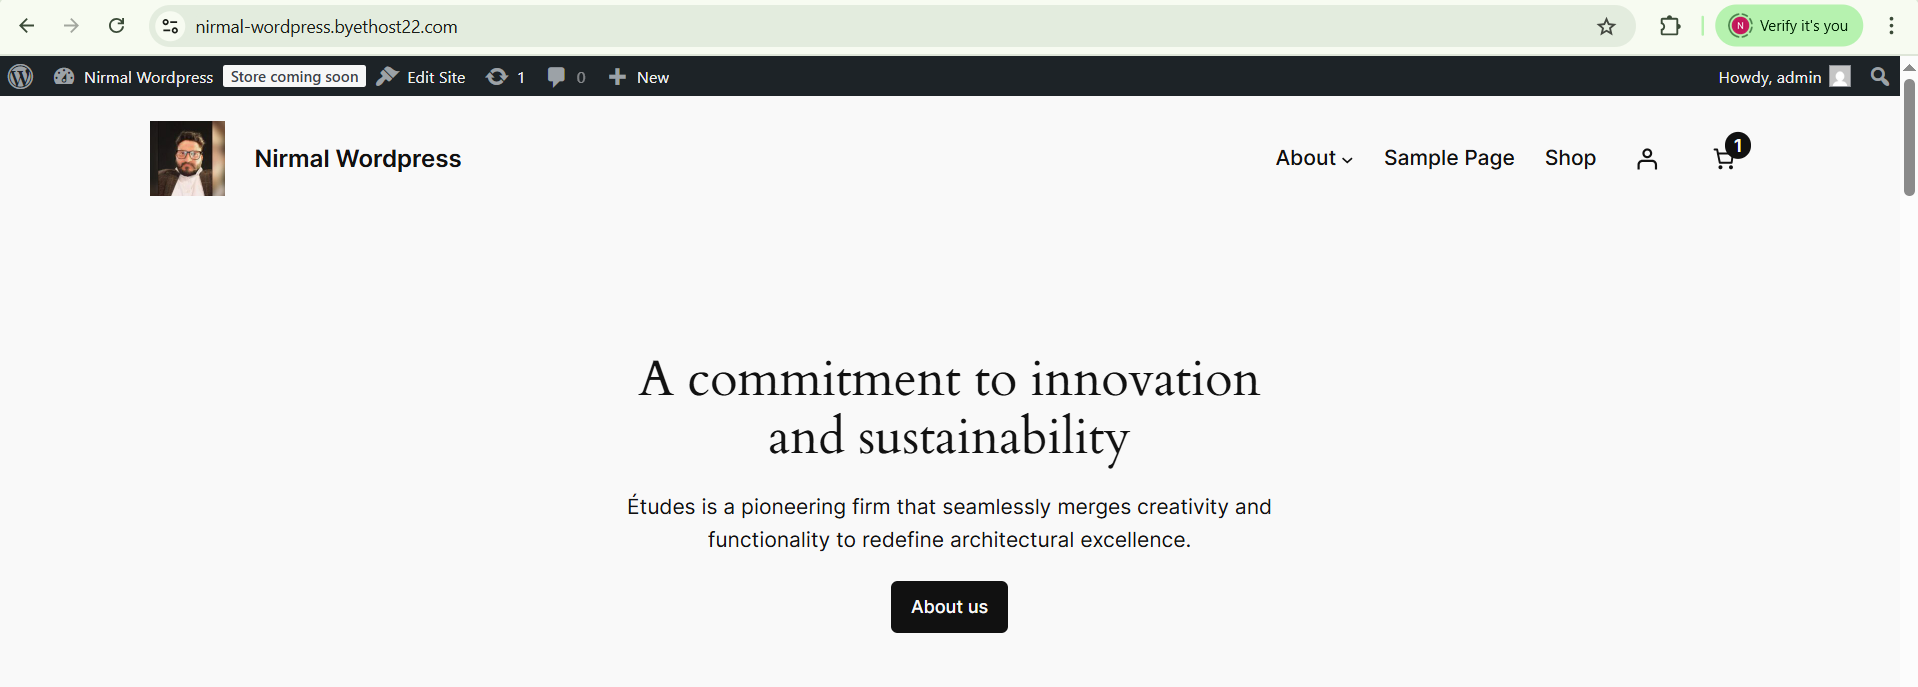 nirmal-wordpress.byethost22.com
N Verify it's you
Nirmal Wordpress Store coming soon Edit Site 1 0 New Howdy, admin
Nirmal Wordpress About Sample Page Shop 1
A commitment to innovation
and sustainability
Études is a pioneering firm that seamlessly merges creativity and
functionality to redefine architectural excellence.
About us